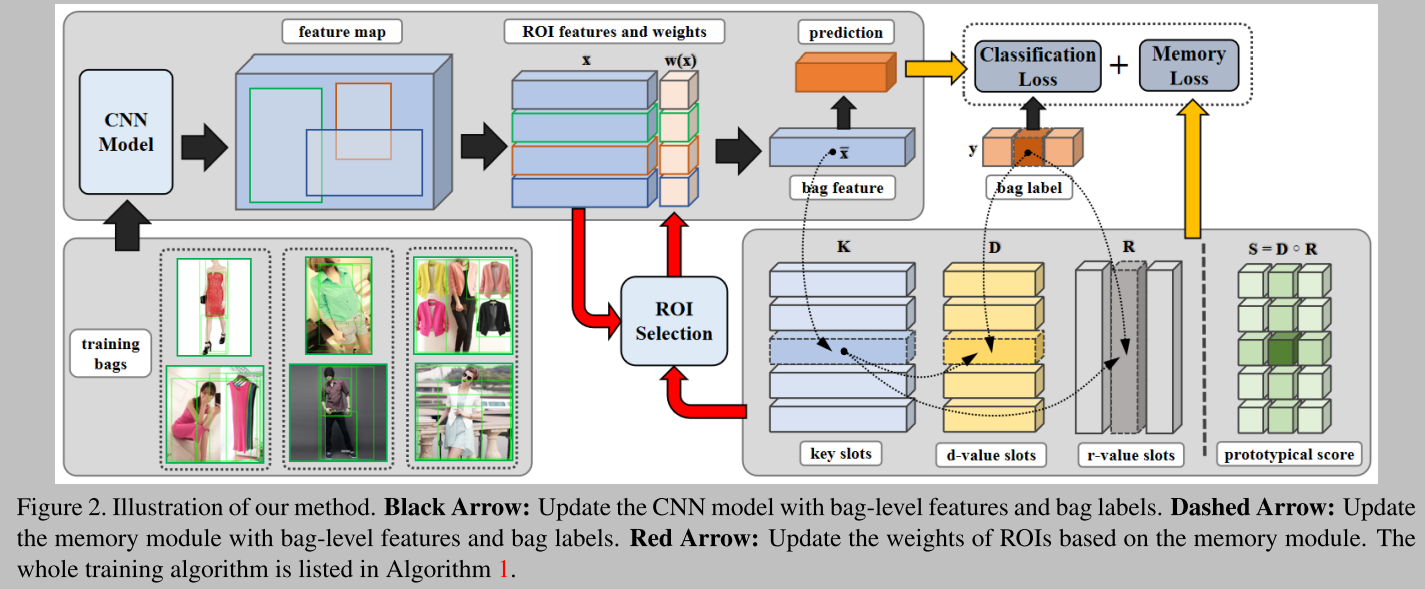 feature map
ROI features and weights
prediction
x
w(x)
CNN
Model
Classification
Loss
+
Memory
Loss
x̄
bag feature
y
bag label
training
bags
ROI
Selection
K
D
R
S = D ∘ R
key slots
d-value slots
r-value slots
prototypical score
Figure 2. Illustration of our method. Black Arrow: Update the CNN model with bag-level features and bag labels. Dashed Arrow: Update
the memory module with bag-level features and bag labels. Red Arrow: Update the weights of ROIs based on the memory module. The
whole training algorithm is listed in Algorithm 1.